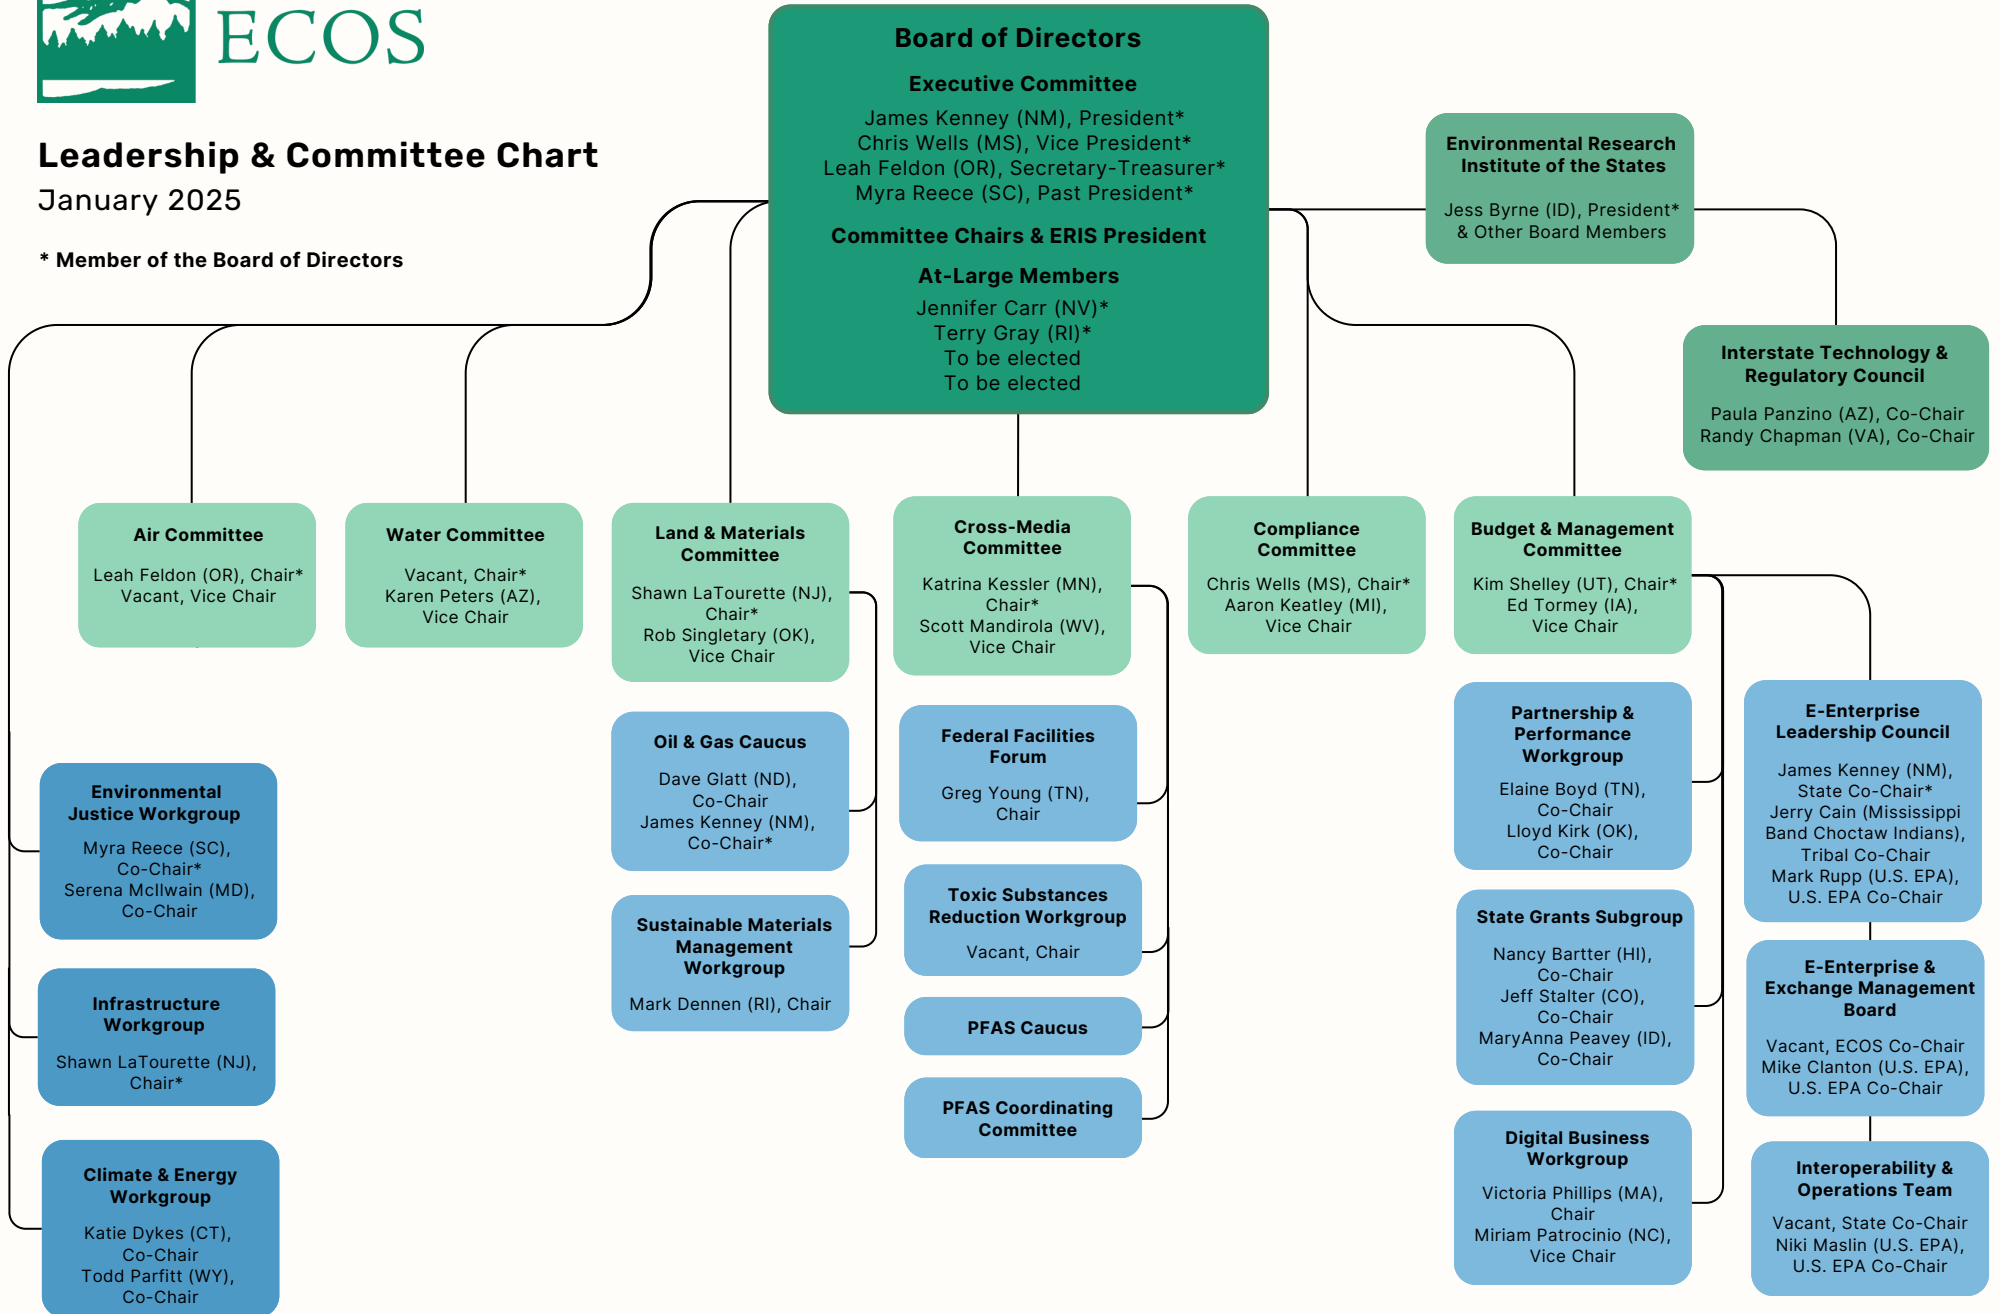 ECOS
Leadership & Committee Chart
January 2025
* Member of the Board of Directors
Board of Directors
Executive Committee
James Kenney (NM), President*
Chris Wells (MS), Vice President*
Leah Feldon (OR), Secretary-Treasurer*
Myra Reece (SC), Past President*
Committee Chairs & ERIS President
At-Large Members
Jennifer Carr (NV)*
Terry Gray (RI)*
To be elected
To be elected
Environmental Research
Institute of the States
Jess Byrne (ID), President*
& Other Board Members
Interstate Technology &
Regulatory Council
Paula Panzino (AZ), Co-Chair
Randy Chapman (VA), Co-Chair
Air Committee
Leah Feldon (OR), Chair*
Vacant, Vice Chair
Water Committee
Vacant, Chair*
Karen Peters (AZ),
Vice Chair
Land & Materials
Committee
Shawn LaTourette (NJ),
Chair*
Rob Singletary (OK),
Vice Chair
Cross-Media
Committee
Katrina Kessler (MN),
Chair*
Scott Mandirola (WV),
Vice Chair
Compliance
Committee
Chris Wells (MS), Chair*
Aaron Keatley (MI),
Vice Chair
Budget & Management
Committee
Kim Shelley (UT), Chair*
Ed Tormey (IA),
Vice Chair
Environmental
Justice Workgroup
Myra Reece (SC),
Co-Chair*
Serena McIlwain (MD),
Co-Chair
Infrastructure
Workgroup
Shawn LaTourette (NJ),
Chair*
Climate & Energy
Workgroup
Katie Dykes (CT),
Co-Chair
Todd Parfitt (WY),
Co-Chair
Oil & Gas Caucus
Dave Glatt (ND),
Co-Chair
James Kenney (NM),
Co-Chair*
Sustainable Materials
Management
Workgroup
Mark Dennen (RI), Chair
Federal Facilities
Forum
Greg Young (TN),
Chair
Toxic Substances
Reduction Workgroup
Vacant, Chair
PFAS Caucus
PFAS Coordinating
Committee
Partnership &
Performance
Workgroup
Elaine Boyd (TN),
Co-Chair
Lloyd Kirk (OK),
Co-Chair
State Grants Subgroup
Nancy Bartter (HI),
Co-Chair
Jeff Stalter (CO),
Co-Chair
MaryAnna Peavey (ID),
Co-Chair
Digital Business
Workgroup
Victoria Phillips (MA),
Chair
Miriam Patrocinio (NC),
Vice Chair
E-Enterprise
Leadership Council
James Kenney (NM),
State Co-Chair*
Jerry Cain (Mississippi
Band Choctaw Indians),
Tribal Co-Chair
Mark Rupp (U.S. EPA),
U.S. EPA Co-Chair
E-Enterprise &
Exchange Management
Board
Vacant, ECOS Co-Chair
Mike Clanton (U.S. EPA),
U.S. EPA Co-Chair
Interoperability &
Operations Team
Vacant, State Co-Chair
Niki Maslin (U.S. EPA),
U.S. EPA Co-Chair